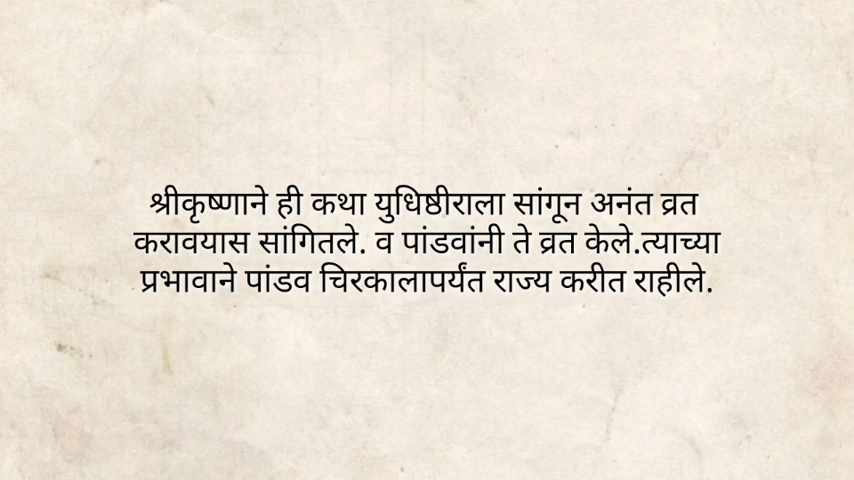 श्रीकृष्णाने ही कथा युधिष्ठीराला सांगून अनंत व्रत
करावयास सांगितले. व पांडवांनी ते व्रत केले.त्याच्या
प्रभावाने पांडव चिरकालापर्यंत राज्य करीत राहीले.